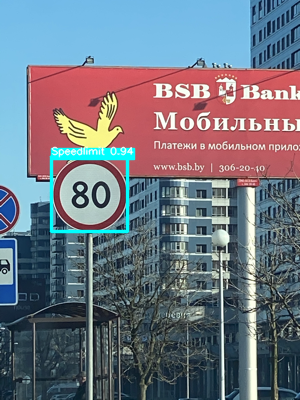 BSB Bank
Мобильны
Платежи в мобильном прило
www.bsb.by | 306-20-40
Speedlimit 0.94
80